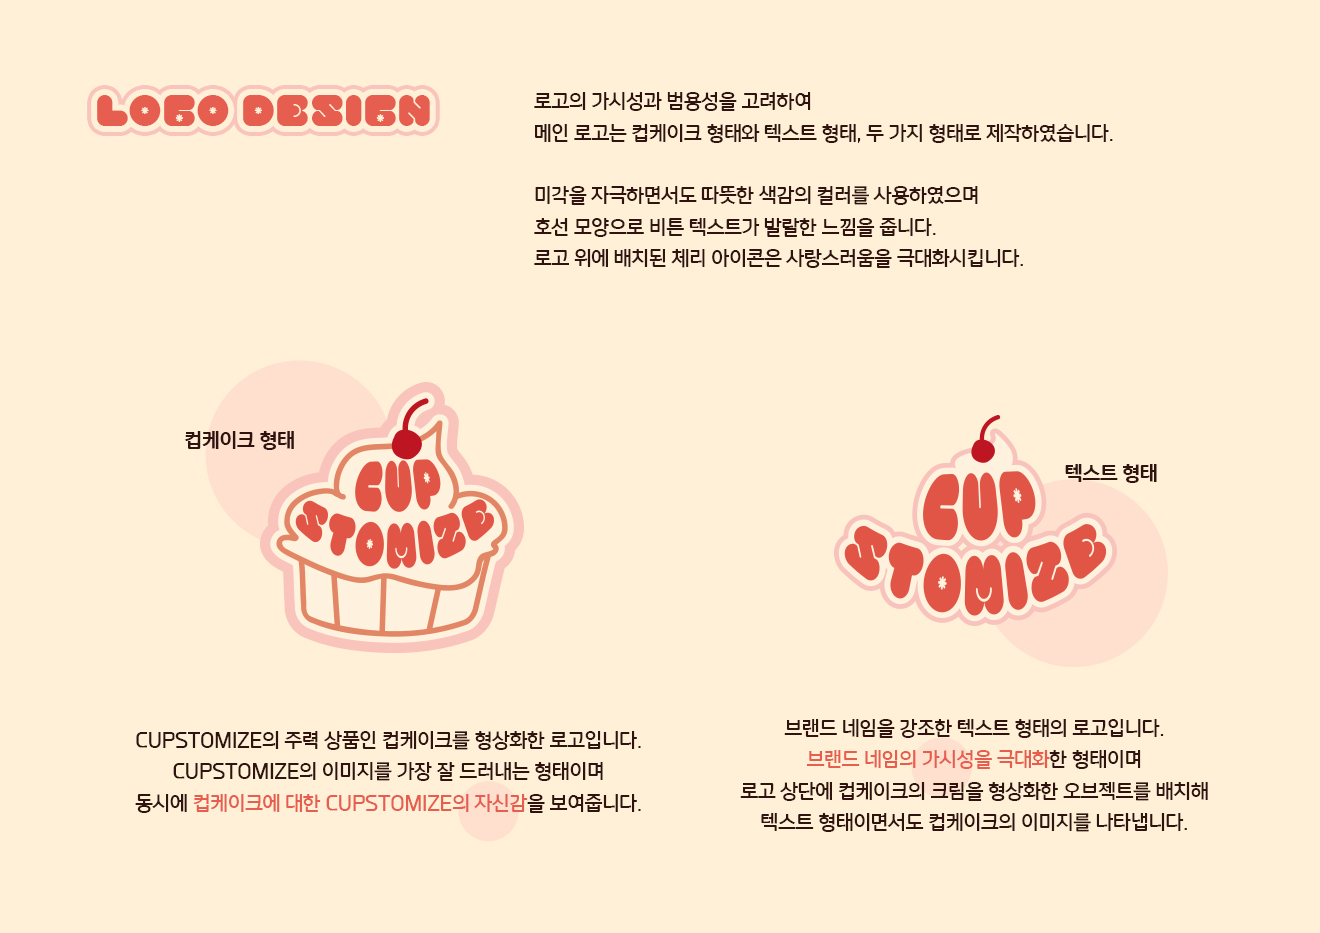 LOGO DESIGN
로고의 가시성과 범용성을 고려하여
메인 로고는 컵케이크 형태와 텍스트 형태, 두 가지 형태로 제작하였습니다.
미각을 자극하면서도 따뜻한 색감의 컬러를 사용하였으며
호선 모양으로 비튼 텍스트가 발랄한 느낌을 줍니다.
로고 위에 배치된 체리 아이콘은 사랑스러움을 극대화시킵니다.
컵케이크 형태
CUP
STOMIZE
텍스트 형태
CUP
STOMIZE
CUPSTOMIZE의 주력 상품인 컵케이크를 형상화한 로고입니다.
CUPSTOMIZE의 이미지를 가장 잘 드러내는 형태이며
동시에 컵케이크에 대한 CUPSTOMIZE의 자신감을 보여줍니다.
브랜드 네임을 강조한 텍스트 형태의 로고입니다.
브랜드 네임의 가시성을 극대화한 형태이며
로고 상단에 컵케이크의 크림을 형상화한 오브젝트를 배치해
텍스트 형태이면서도 컵케이크의 이미지를 나타냅니다.